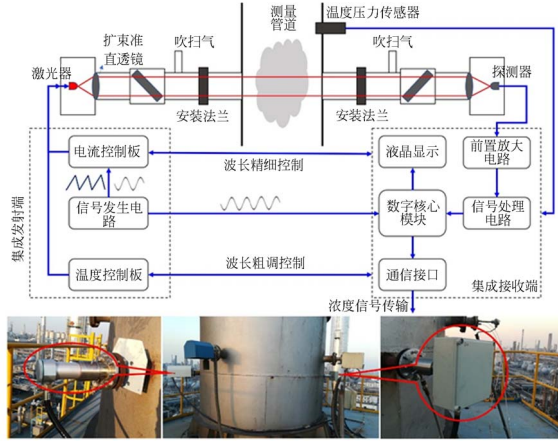 测量
管道
温度压力传感器
扩束准
直透镜
吹扫气
吹扫气
激光器
探测器
安装法兰
安装法兰
电流控制板
波长精细控制
液晶显示
前置放大
电路
信号发生电
路
数字核心
模块
信号处理
电路
集成发射端
温度控制板
波长粗调控制
通信接口
集成接收端
浓度信号传输